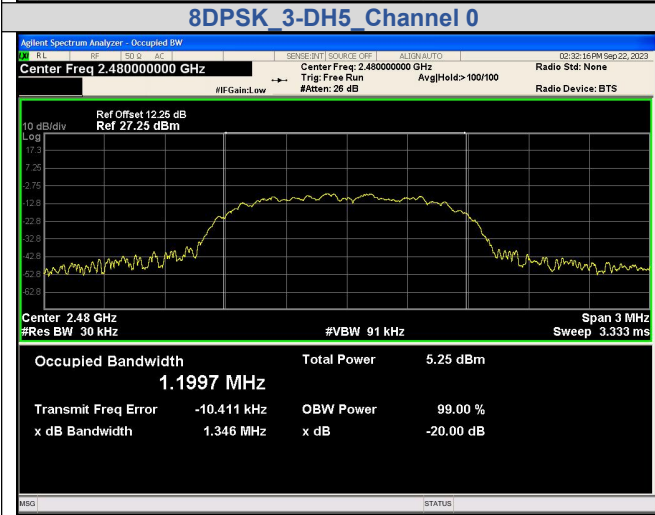 8DPSK_3-DH5_Channel 0
Agilent Spectrum Analyzer - Occupied BW
RL RF 50 Ω AC SENSE:INT SOURCE OFF ALIGN AUTO 02:32:16 PM Sep 22, 2023
Center Freq 2.480000000 GHz Center Freq: 2.480000000 GHz Radio Std: None
Trig: Free Run Avg|Hold:>100/100
#IFGain:Low #Atten: 26 dB Radio Device: BTS
Ref Offset 12.25 dB
10 dB/div Ref 27.25 dBm
Log
17.3
7.25
-2.75
-12.8
-22.8
-32.8
-42.8
-52.8
-62.8
Center 2.48 GHz Span 3 MHz
#Res BW 30 kHz #VBW 91 kHz Sweep 3.333 ms
Occupied Bandwidth Total Power 5.25 dBm
1.1997 MHz
Transmit Freq Error -10.411 kHz OBW Power 99.00 %
x dB Bandwidth 1.346 MHz x dB -20.00 dB
MSG STATUS